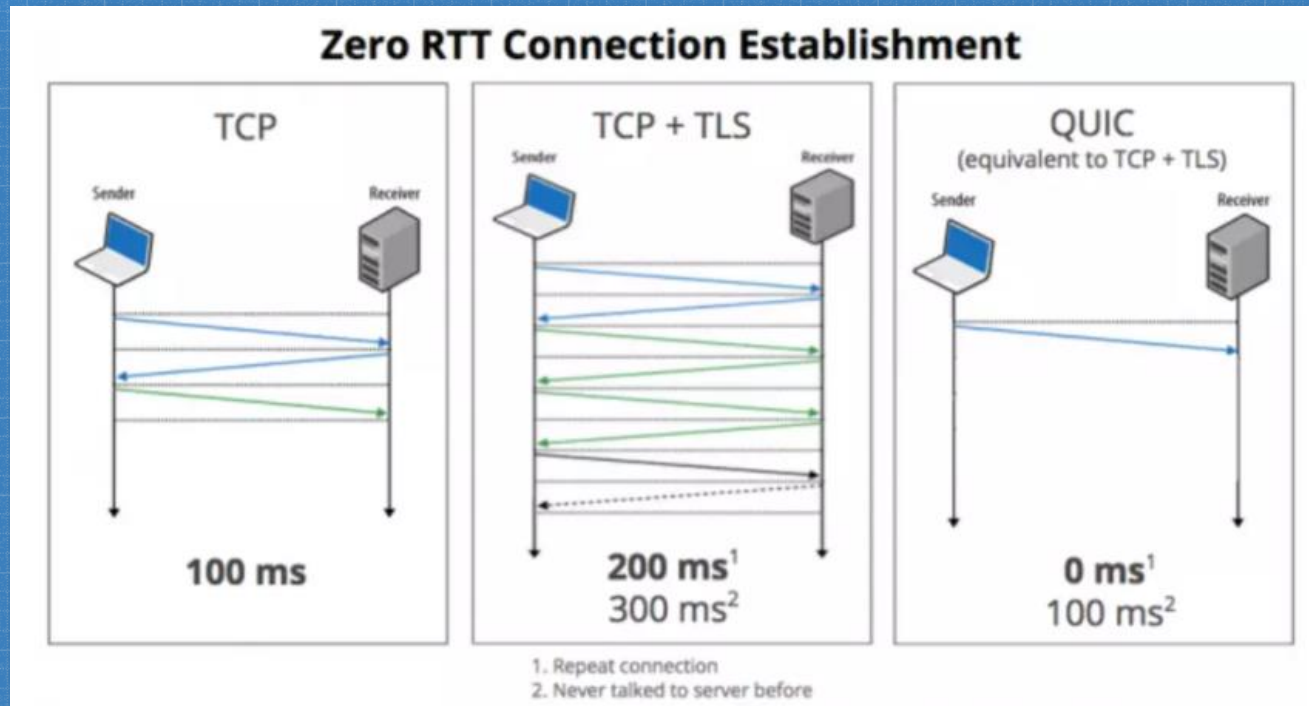 Zero RTT Connection Establishment
TCP
Sender
Receiver
100 ms
TCP + TLS
Sender
Receiver
200 ms¹
300 ms²
QUIC
(equivalent to TCP + TLS)
Sender
Receiver
0 ms¹
100 ms²
1. Repeat connection
2. Never talked to server before